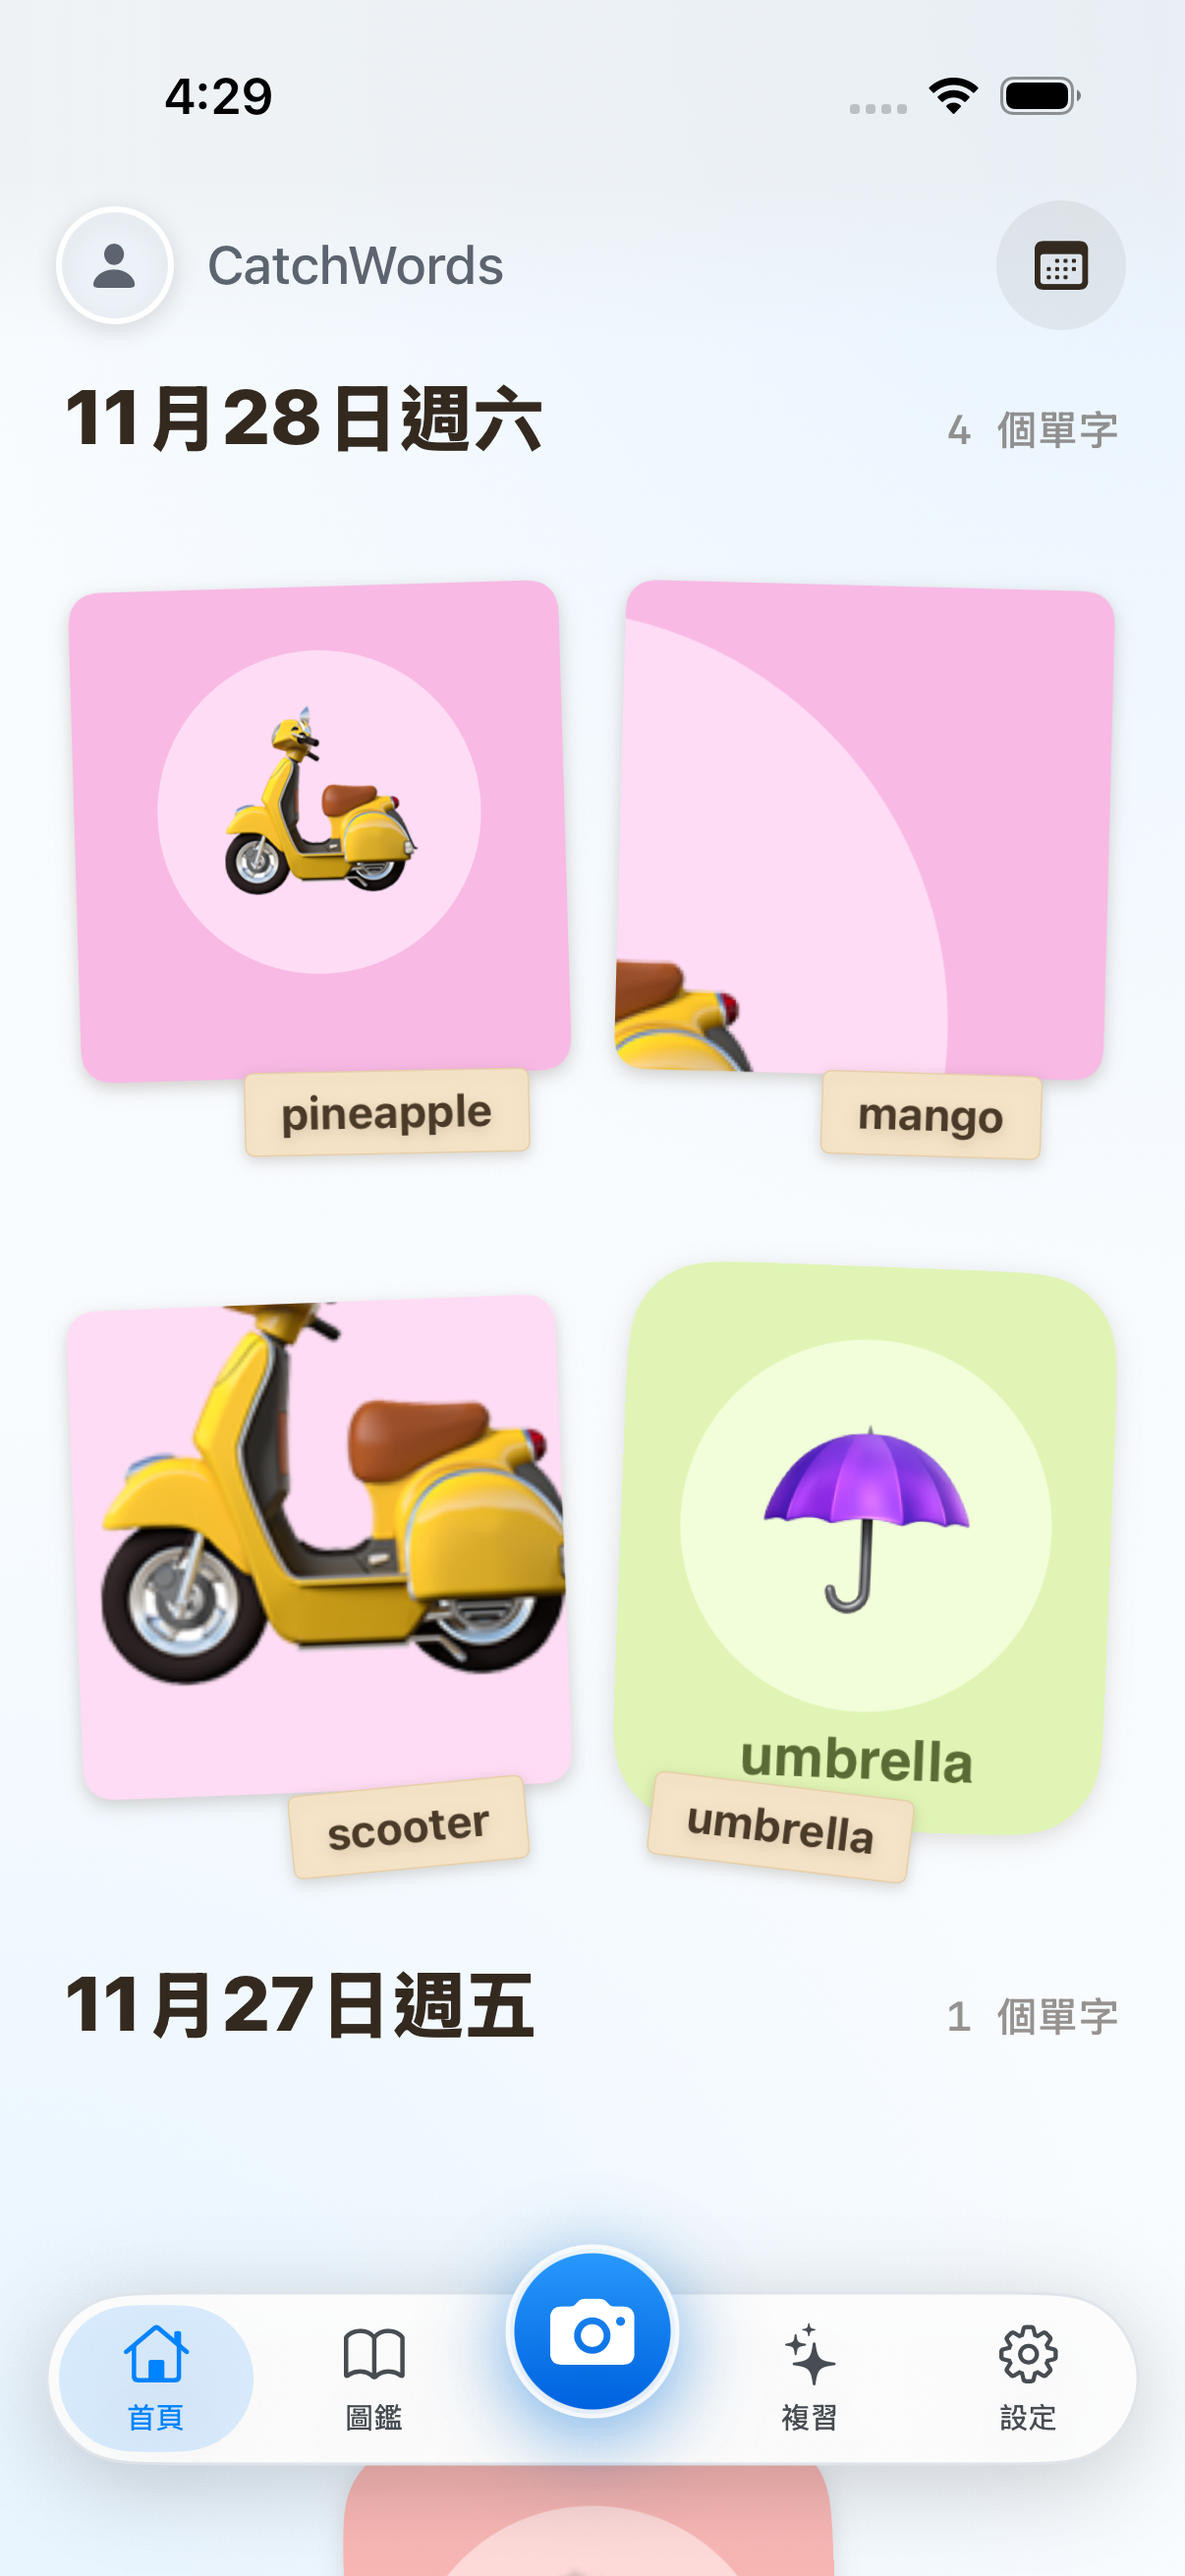 4:29
CatchWords
11月28日週六
4 個單字
pineapple
mango
scooter
umbrella
umbrella
11月27日週五
1 個單字
首頁
圖鑑
複習
設定